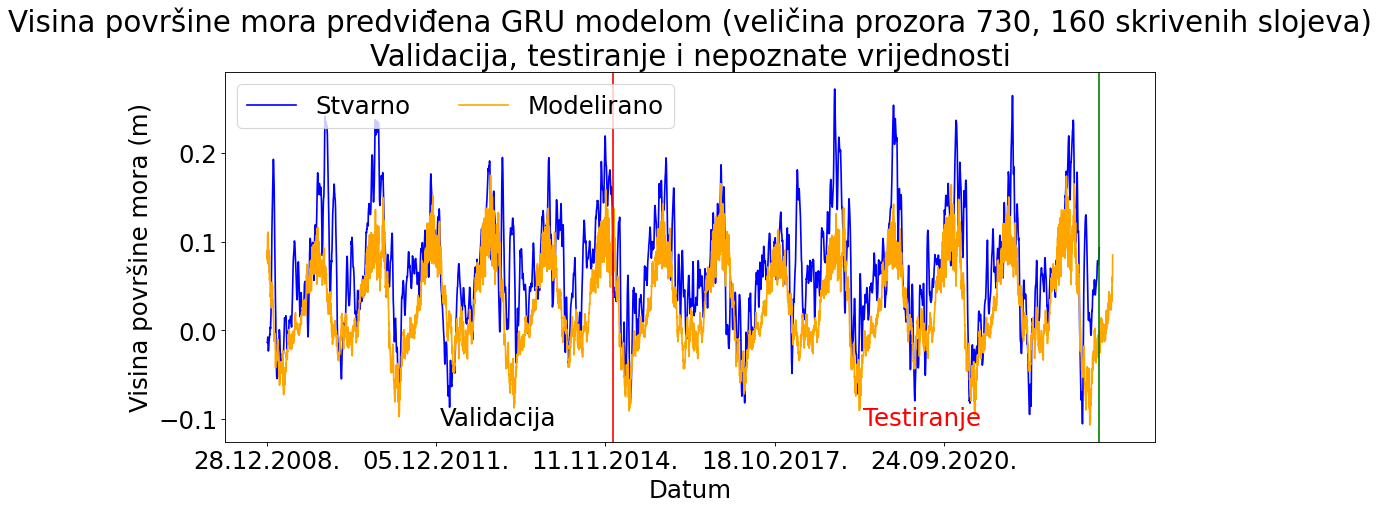 Visina površine mora predviđena GRU modelom (veličina prozora 730, 160 skrivenih slojeva)
Validacija, testiranje i nepoznate vrijednosti
Stvarno Modelirano
Visina površine mora (m)
0.2
0.1
0.0
−0.1
Validacija Testiranje
28.12.2008. 05.12.2011. 11.11.2014. 18.10.2017. 24.09.2020.
Datum